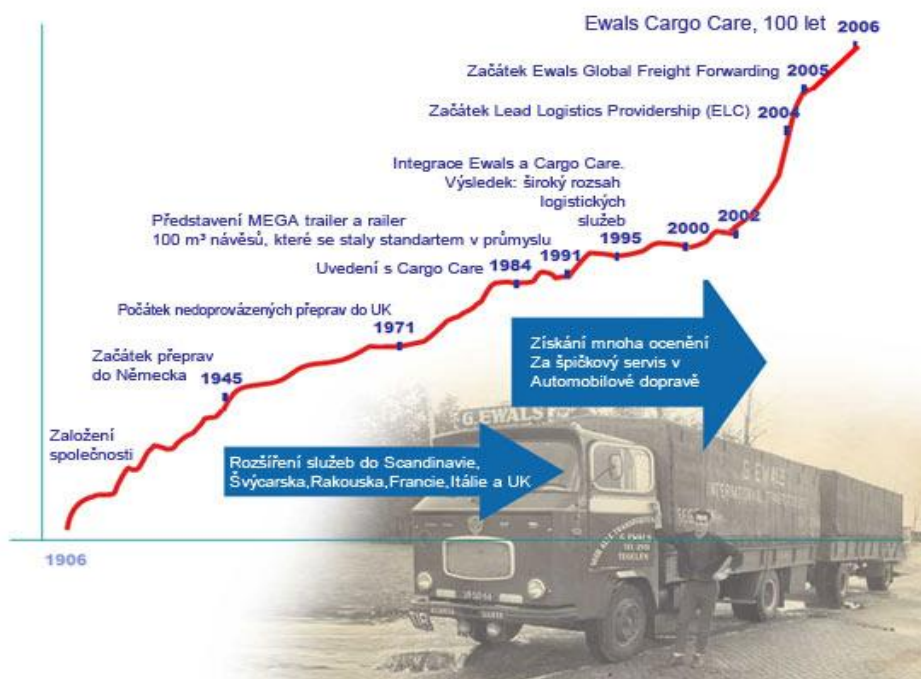 Ewals Cargo Care, 100 let
2006
Začátek Ewals Global Freight Forwarding
2005
Začátek Lead Logistics Providership (ELC)
2004
Integrace Ewals a Cargo Care.
Výsledek: široký rozsah
logistických
služeb
1995
2000
2002
Představení MEGA trailer a railer
100 m³ návěsů, které se staly standartem v průmyslu
1991
Uvedení s Cargo Care
1984
Počátek nedoprovázených přeprav do UK
1971
Začátek přeprav
do Německa
1945
Založení
společnosti
1906
Získání mnoha ocenění
Za špičkový servis v
Automobilové dopravě
Rozšíření služeb do Scandinavie,
Švýcarska,Rakouska,Francie,Itálie a UK
G.EWALS
G. EWALS
INTERNATIONAL
G. EWALS
TEGELEN